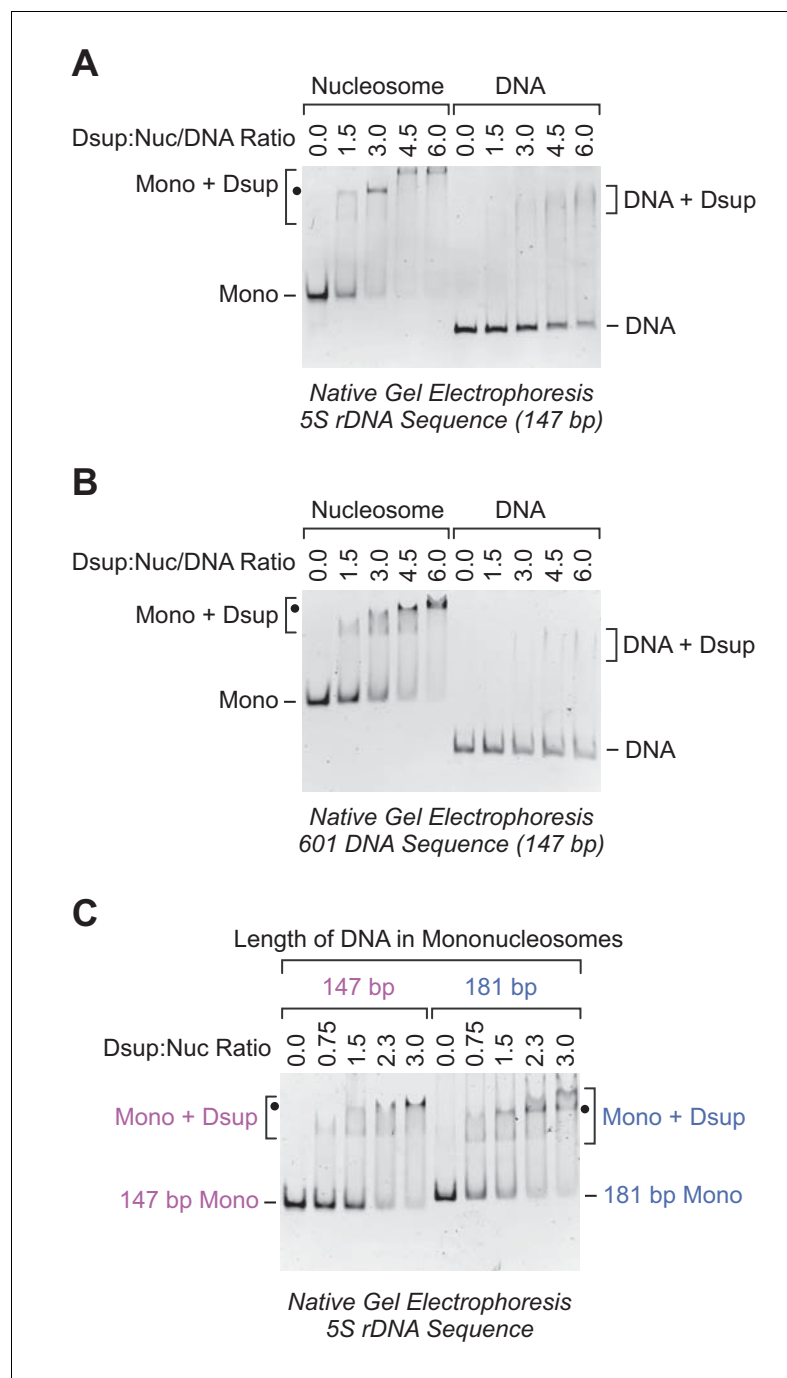 A
Nucleosome DNA
Dsup:Nuc/DNA Ratio 0.0 1.5 3.0 4.5 6.0 0.0 1.5 3.0 4.5 6.0
Mono + Dsup
DNA + Dsup
Mono
DNA
Native Gel Electrophoresis
5S rDNA Sequence (147 bp)
B
Nucleosome DNA
Dsup:Nuc/DNA Ratio 0.0 1.5 3.0 4.5 6.0 0.0 1.5 3.0 4.5 6.0
Mono + Dsup
DNA + Dsup
Mono
DNA
Native Gel Electrophoresis
601 DNA Sequence (147 bp)
C
Length of DNA in Mononucleosomes
147 bp 181 bp
Dsup:Nuc Ratio 0.0 0.75 1.5 2.3 3.0 0.0 0.75 1.5 2.3 3.0
Mono + Dsup Mono + Dsup
147 bp Mono 181 bp Mono
Native Gel Electrophoresis
5S rDNA Sequence